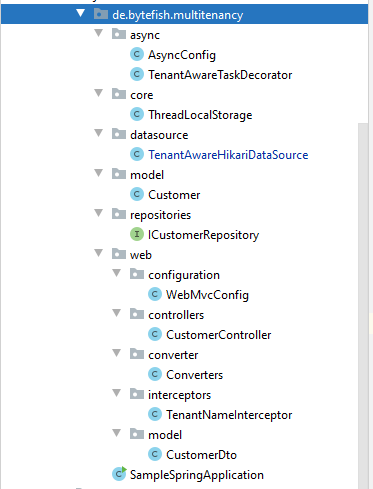 de.bytefish.multitenancy
async
C AsyncConfig
C TenantAwareTaskDecorator
core
C ThreadLocalStorage
datasource
C TenantAwareHikariDataSource
model
C Customer
repositories
I ICustomerRepository
web
configuration
C WebMvcConfig
controllers
C CustomerController
converter
C Converters
interceptors
C TenantNameInterceptor
model
C CustomerDto
C SampleSpringApplication